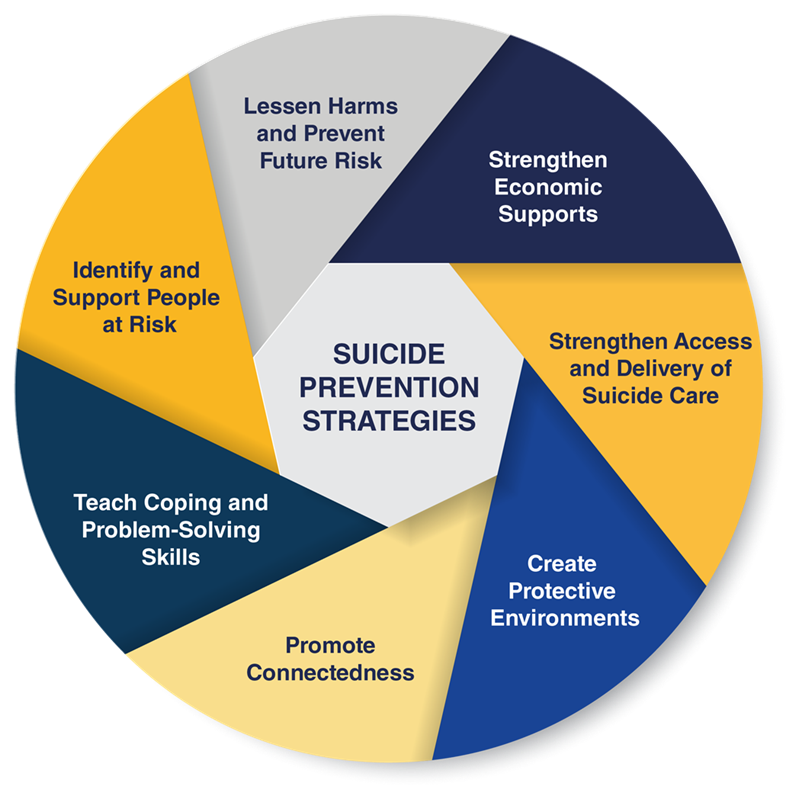 SUICIDE
PREVENTION
STRATEGIES
Lessen Harms
and Prevent
Future Risk
Strengthen
Economic
Supports
Strengthen Access
and Delivery of
Suicide Care
Create
Protective
Environments
Promote
Connectedness
Teach Coping and
Problem-Solving
Skills
Identify and
Support People
at Risk